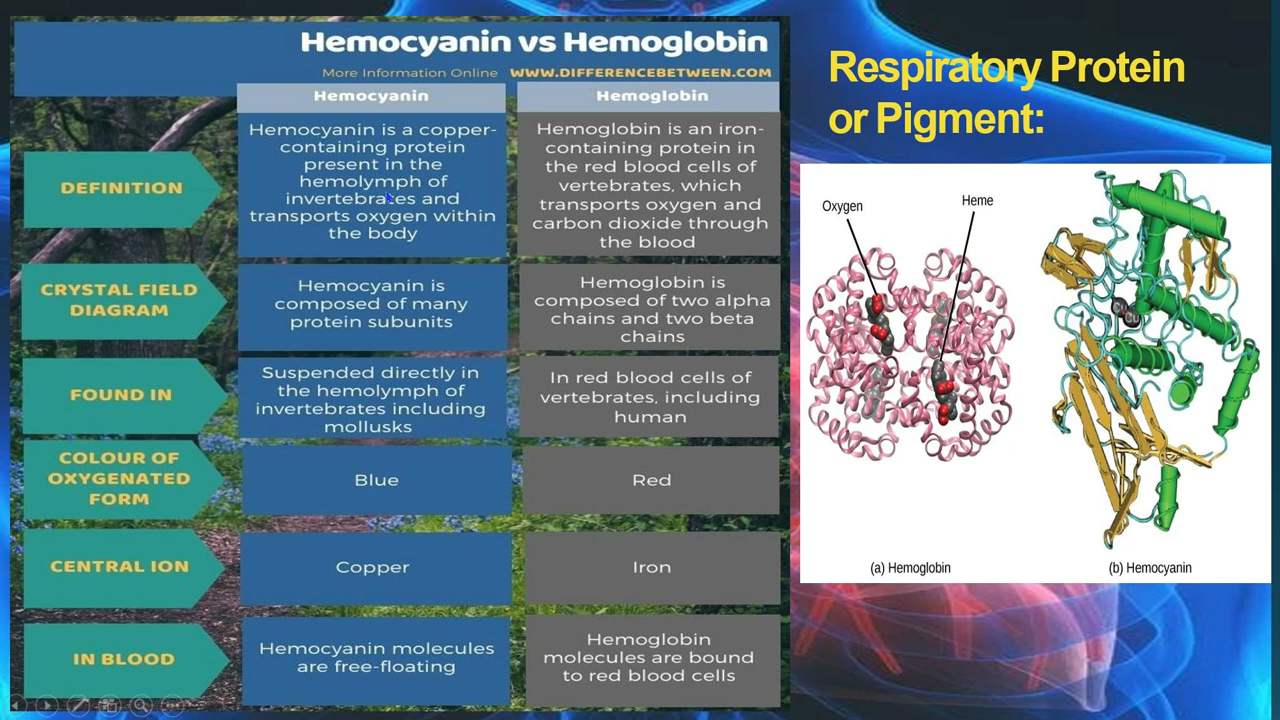 Hemocyanin vs Hemoglobin
More Information Online WWW.DIFFERENCEBETWEEN.COM
Hemocyanin
Hemoglobin
DEFINITION
Hemocyanin is a copper-
containing protein
present in the
hemolymph of
invertebrates and
transports oxygen within
the body
Hemoglobin is an iron-
containing protein in
the red blood cells of
vertebrates, which
transports oxygen and
carbon dioxide through
the blood
CRYSTAL FIELD
DIAGRAM
Hemocyanin is
composed of many
protein subunits
Hemoglobin is
composed of two alpha
chains and two beta
chains
FOUND IN
Suspended directly in
the hemolymph of
invertebrates including
mollusks
In red blood cells of
vertebrates, including
human
COLOUR OF
OXYGENATED
FORM
Blue
Red
CENTRAL ION
Copper
Iron
IN BLOOD
Hemocyanin molecules
are free-floating
Hemoglobin
molecules are bound
to red blood cells
Respiratory Protein
or Pigment:
Oxygen
Heme
Cu
(a) Hemoglobin
(b) Hemocyanin